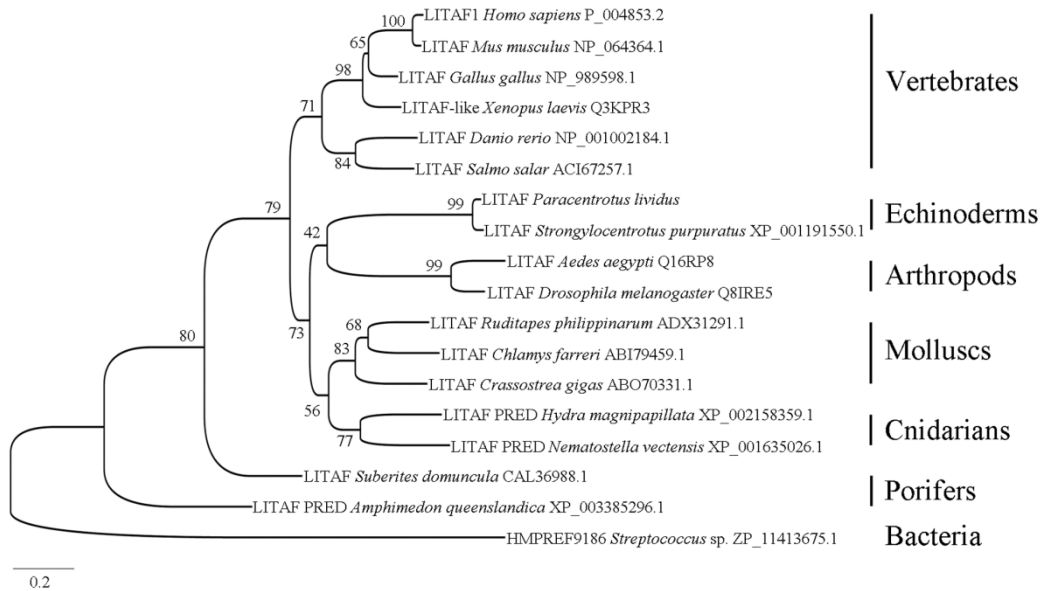 100
LITAF1 Homo sapiens P_004853.2
65
LITAF Mus musculus NP_064364.1
98
LITAF Gallus gallus NP_989598.1
Vertebrates
71
LITAF-like Xenopus laevis Q3KPR3
LITAF Danio rerio NP_001002184.1
84
LITAF Salmo salar ACI67257.1
79
99
LITAF Paracentrotus lividus
Echinoderms
42
LITAF Strongylocentrotus purpuratus XP_001191550.1
99
LITAF Aedes aegypti Q16RP8
Arthropods
LITAF Drosophila melanogaster Q8IRE5
73
68
LITAF Ruditapes philippinarum ADX31291.1
80
83
LITAF Chlamys farreri ABI79459.1
Molluscs
LITAF Crassostrea gigas ABO70331.1
56
LITAF PRED Hydra magnipapillata XP_002158359.1
Cnidarians
77
LITAF PRED Nematostella vectensis XP_001635026.1
LITAF Suberites domuncula CAL36988.1
Porifers
LITAF PRED Amphimedon queenslandica XP_003385296.1
HMPREF9186 Streptococcus sp. ZP_11413675.1
Bacteria
0.2